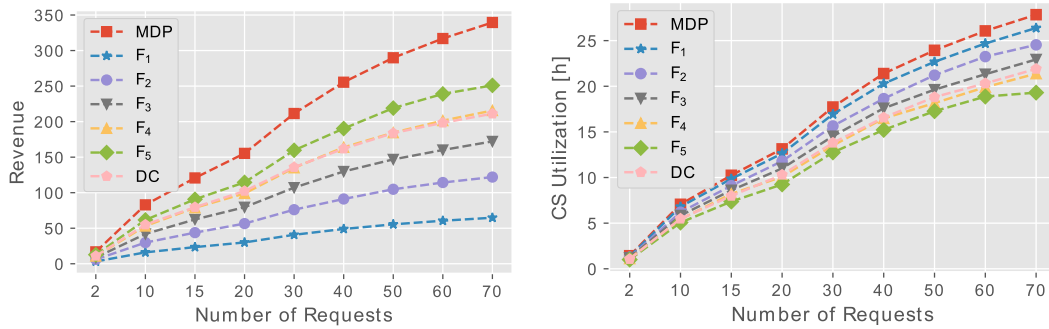 350
300
250
200
150
100
50
0
Revenue
MDP
F₁
F₂
F₃
F₄
F₅
DC
2 10 15 20 30 40 50 60 70
Number of Requests
25
20
15
10
5
0
CS Utilization [h]
MDP
F₁
F₂
F₃
F₄
F₅
DC
2 10 15 20 30 40 50 60 70
Number of Requests